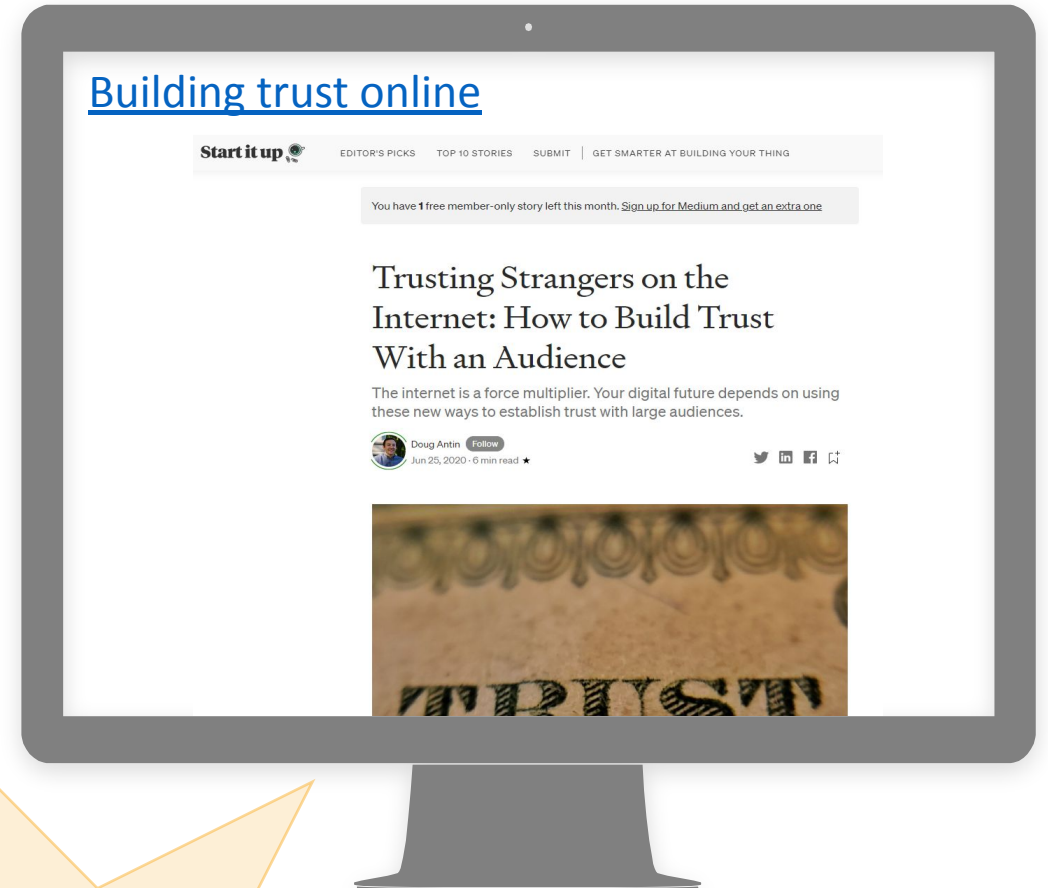 Building trust online
Start it up EDITOR'S PICKS TOP 10 STORIES SUBMIT GET SMARTER AT BUILDING YOUR THING
You have 1 free member-only story left this month. Sign up for Medium and get an extra one
Trusting Strangers on the
Internet: How to Build Trust
With an Audience
The internet is a force multiplier. Your digital future depends on using
these new ways to establish trust with large audiences.
Doug Antin Follow
Jun 25, 2020 · 6 min read ★
TRUST